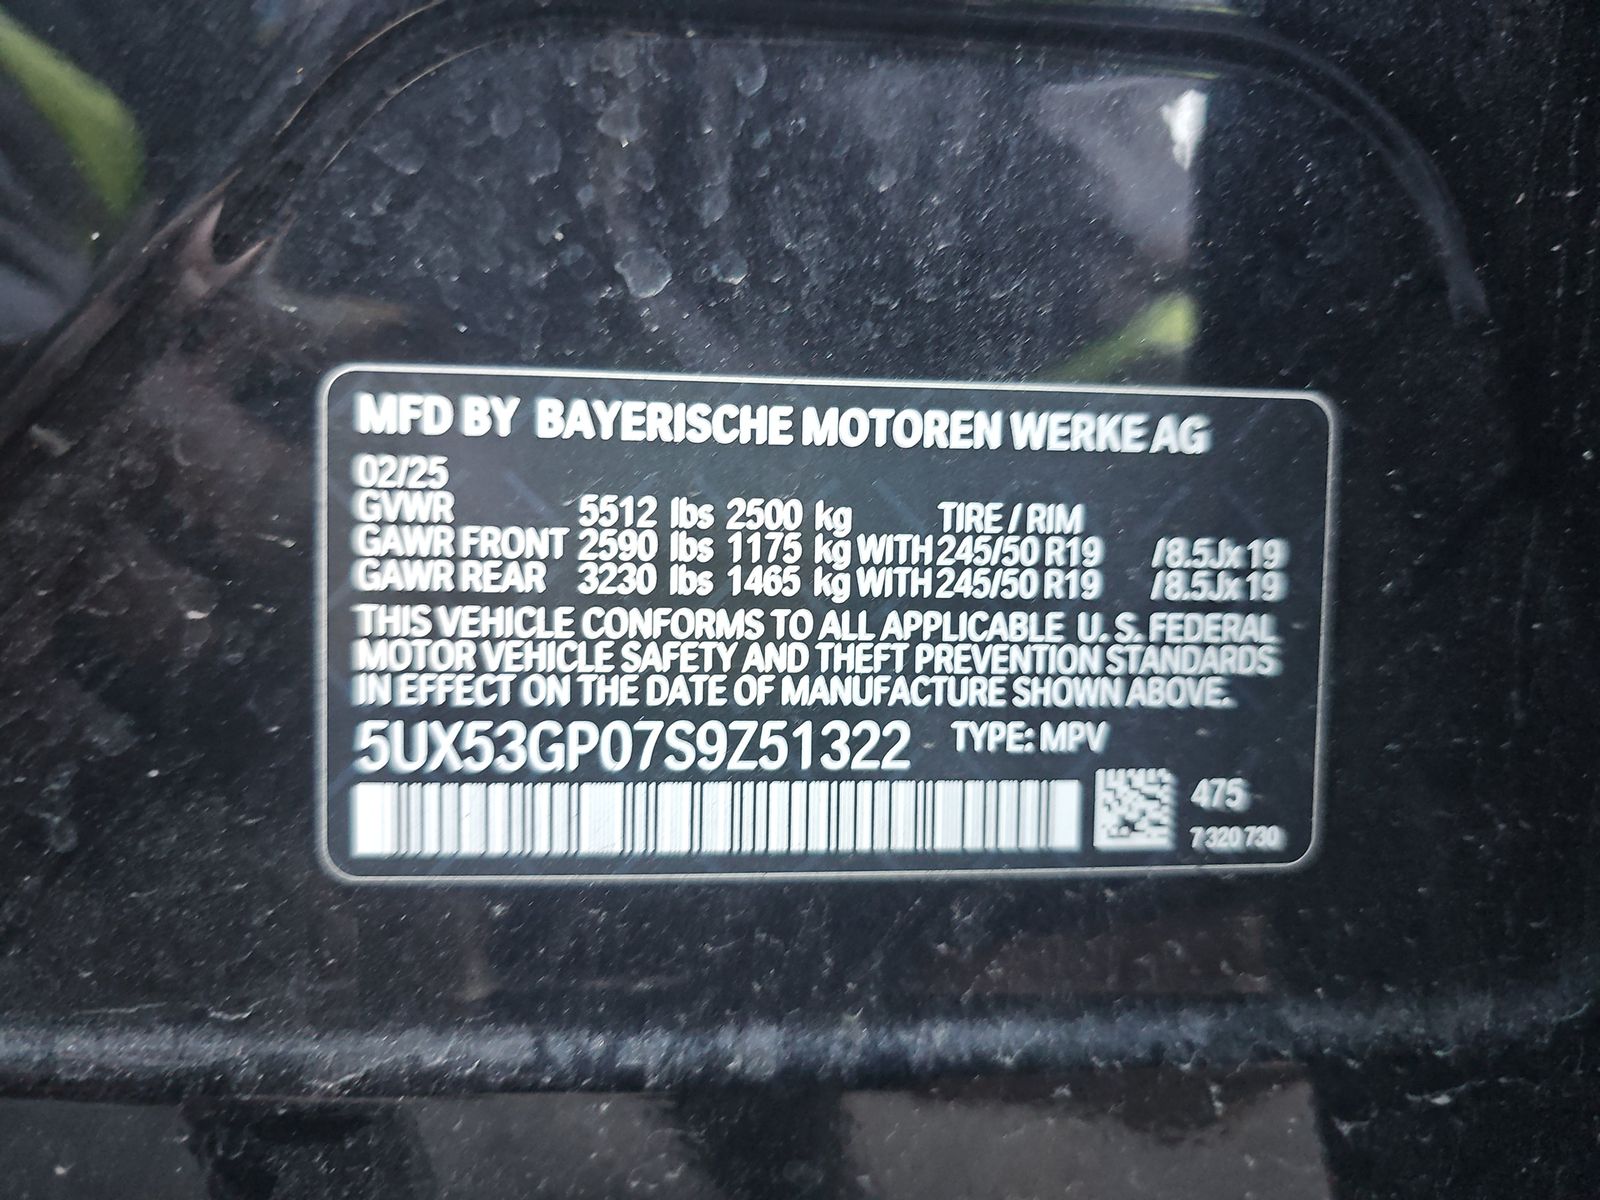 MFD BY BAYERISCHE MOTOREN WERKE AG
02/25
GVWR 5512 lbs 2500 kg TIRE / RIM
GAWR FRONT 2590 lbs 1175 kg WITH 245/50 R19 /8.5Jx19
GAWR REAR 3230 lbs 1465 kg WITH 245/50 R19 /8.5Jx19
THIS VEHICLE CONFORMS TO ALL APPLICABLE U.S. FEDERAL
MOTOR VEHICLE SAFETY AND THEFT PREVENTION STANDARDS
IN EFFECT ON THE DATE OF MANUFACTURE SHOWN ABOVE.
5UX53GP07S9Z51322 TYPE: MPV
475
7 320 730